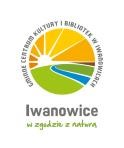 GMINNE CENTRUM KULTURY I BIBLIOTEK W IWANOWICACH
Iwanowice
w zgodzie z naturą